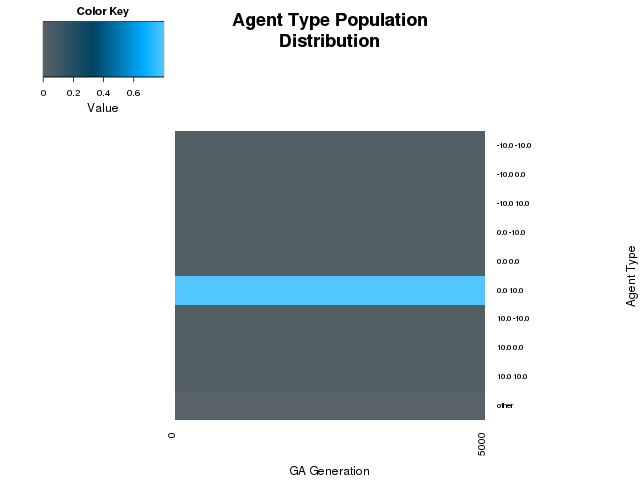 Color Key
0 0.2 0.4 0.6
Value
Agent Type Population
Distribution
-10.0 -10.0
-10.0 0.0
-10.0 10.0
0.0 -10.0
0.0 0.0
0.0 10.0
10.0 -10.0
10.0 0.0
10.0 10.0
other
Agent Type
0 5000
GA Generation